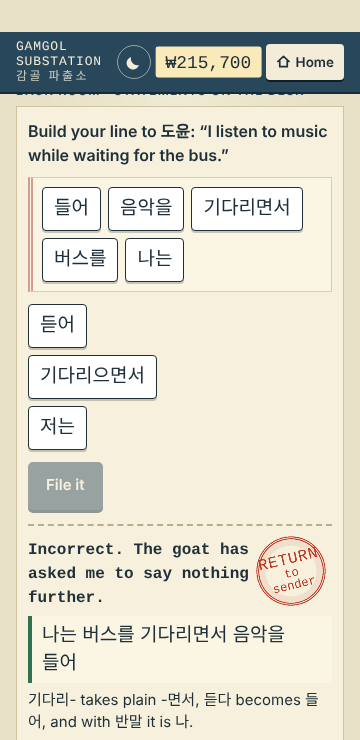 GAMGOL
SUBSTATION
감골 파출소
₩215,700
Home
Build your line to 도윤: “I listen to music
while waiting for the bus.”
들어 음악을 기다리면서
버스를 나는
듣어
기다리으면서
저는
File it
Incorrect. The goat has
asked me to say nothing
further.
RETURN
to
sender
나는 버스를 기다리면서 음악을
들어
기다리- takes plain -면서, 듣다 becomes 들
어, and with 반말 it is 나.